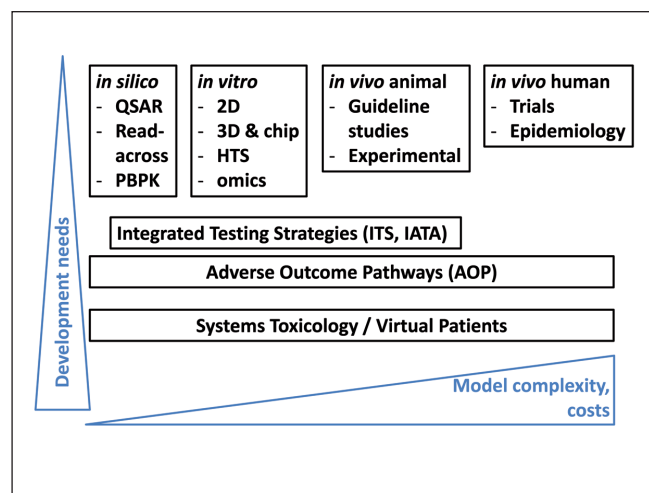 in silico
- QSAR
- Read-
across
- PBPK
in vitro
- 2D
- 3D & chip
- HTS
- omics
in vivo animal
- Guideline
studies
- Experimental
in vivo human
- Trials
- Epidemiology
Integrated Testing Strategies (ITS, IATA)
Adverse Outcome Pathways (AOP)
Systems Toxicology / Virtual Patients
Development needs
Model complexity,
costs